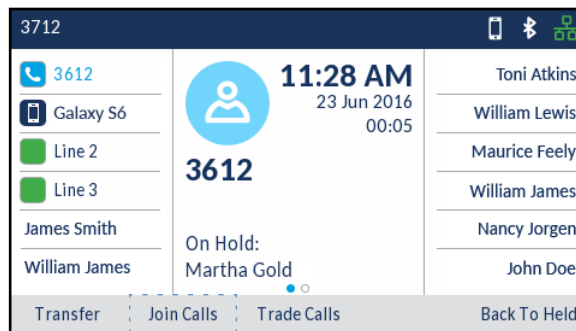 3712
3612
Galaxy S6
Line 2
Line 3
James Smith
William James
11:28 AM
23 Jun 2016
00:05
3612
On Hold:
Martha Gold
Toni Atkins
William Lewis
Maurice Feely
William James
Nancy Jorgen
John Doe
Transfer
Join Calls
Trade Calls
Back To Held